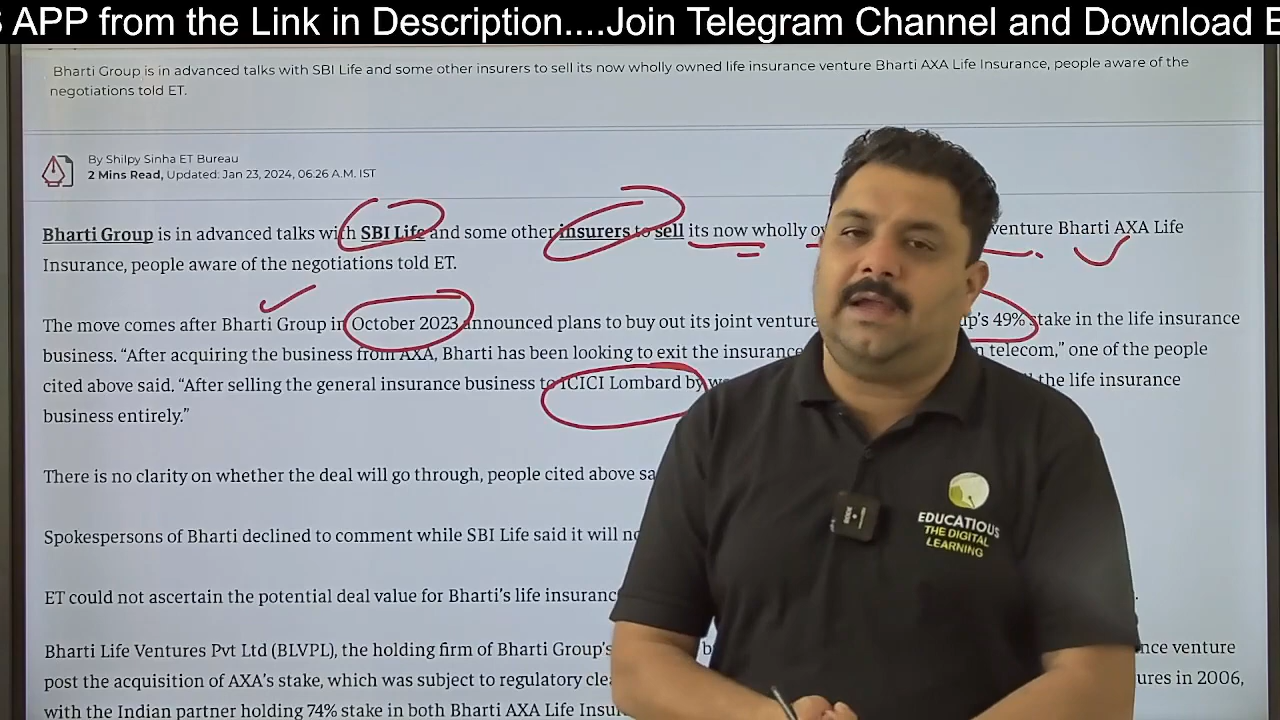 APP from the Link in Description....Join Telegram Channel and Download
Bharti Group is in advanced talks with SBI Life and some other insurers to sell its now wholly owned life insurance venture Bharti AXA Life Insurance, people aware of the
negotiations told ET.
By Shilpy Sinha ET Bureau
2 Mins Read, Updated: Jan 23, 2024, 06:26 A.M. IST
Bharti Group is in advanced talks with SBI Life and some other insurers to sell its now wholly venture Bharti AXA Life
Insurance, people aware of the negotiations told ET.
The move comes after Bharti Group in October 2023 announced plans to buy out its joint venture 49% stake in the life insurance
business. “After acquiring the business from AXA, Bharti has been looking to exit the insurance telecom,” one of the people
cited above said. “After selling the general insurance business to ICICI Lombard by the life insurance
business entirely.”
There is no clarity on whether the deal will go through, people cited above
Spokespersons of Bharti declined to comment while SBI Life said it will
ET could not ascertain the potential deal value for Bharti’s life
Bharti Life Ventures Pvt Ltd (BLVPL), the holding firm of Bharti Group’s venture
post the acquisition of AXA’s stake, which was subject to regulatory in 2006,
with the Indian partner holding 74% stake in both Bharti AXA Life
EDUCATIOUS
THE DIGITAL
LEARNING